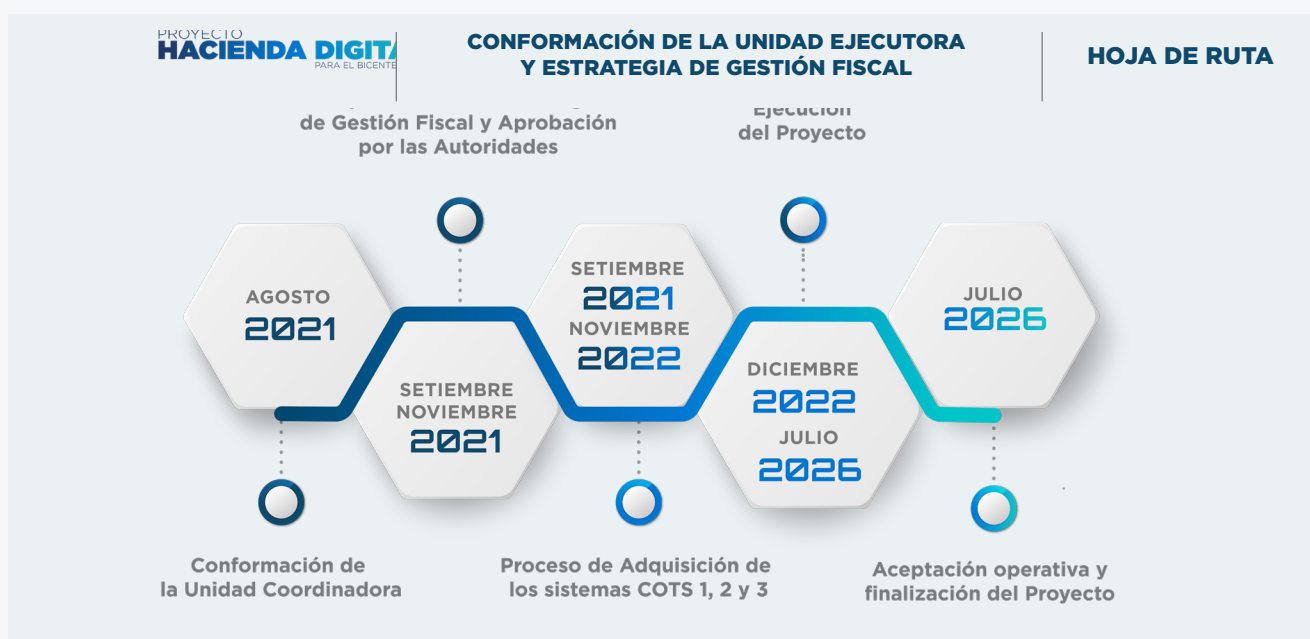 PROYECTO
HACIENDA DIGITA
PARA EL BICENTE
CONFORMACIÓN DE LA UNIDAD EJECUTORA
Y ESTRATEGIA DE GESTIÓN FISCAL
HOJA DE RUTA
de Gestión Fiscal y Aprobación
por las Autoridades
Ejecución
del Proyecto
AGOSTO
2021
SETIEMBRE
NOVIEMBRE
2021
SETIEMBRE
2021
NOVIEMBRE
2022
DICIEMBRE
2022
JULIO
2026
JULIO
2026
Conformación de
la Unidad Coordinadora
Proceso de Adquisición de
los sistemas COTS 1, 2 y 3
Aceptación operativa y
finalización del Proyecto